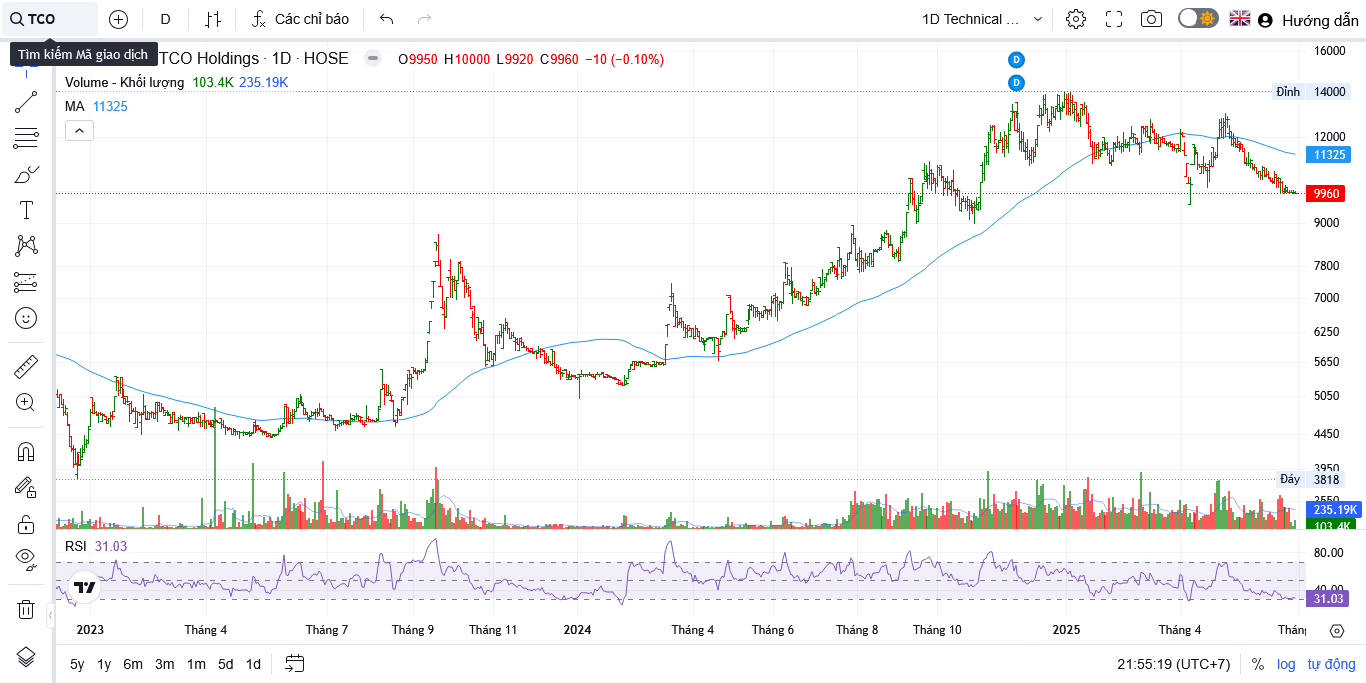 TCO
D
Các chỉ báo
1D Technical ...
Hướng dẫn
Tìm kiếm Mã giao dịch
TCO Holdings · 1D · HOSE
O9950 H10000 L9920 C9960 −10 (−0.10%)
Volume - Khối lượng 103.4K 235.19K
MA 11325
D
D
16000
Đỉnh 14000
12000
11325
9960
9000
7800
7000
6250
5650
5050
4450
3950
Đáy 3818
235.19K
103.4K
RSI 31.03
80.00
40.00
31.03
2023 Tháng 4 Tháng 7 Tháng 9 Tháng 11 2024 Tháng 4 Tháng 6 Tháng 8 Tháng 10 2025 Tháng 4
5y 1y 6m 3m 1m 5d 1d
21:55:19 (UTC+7) % log tự động